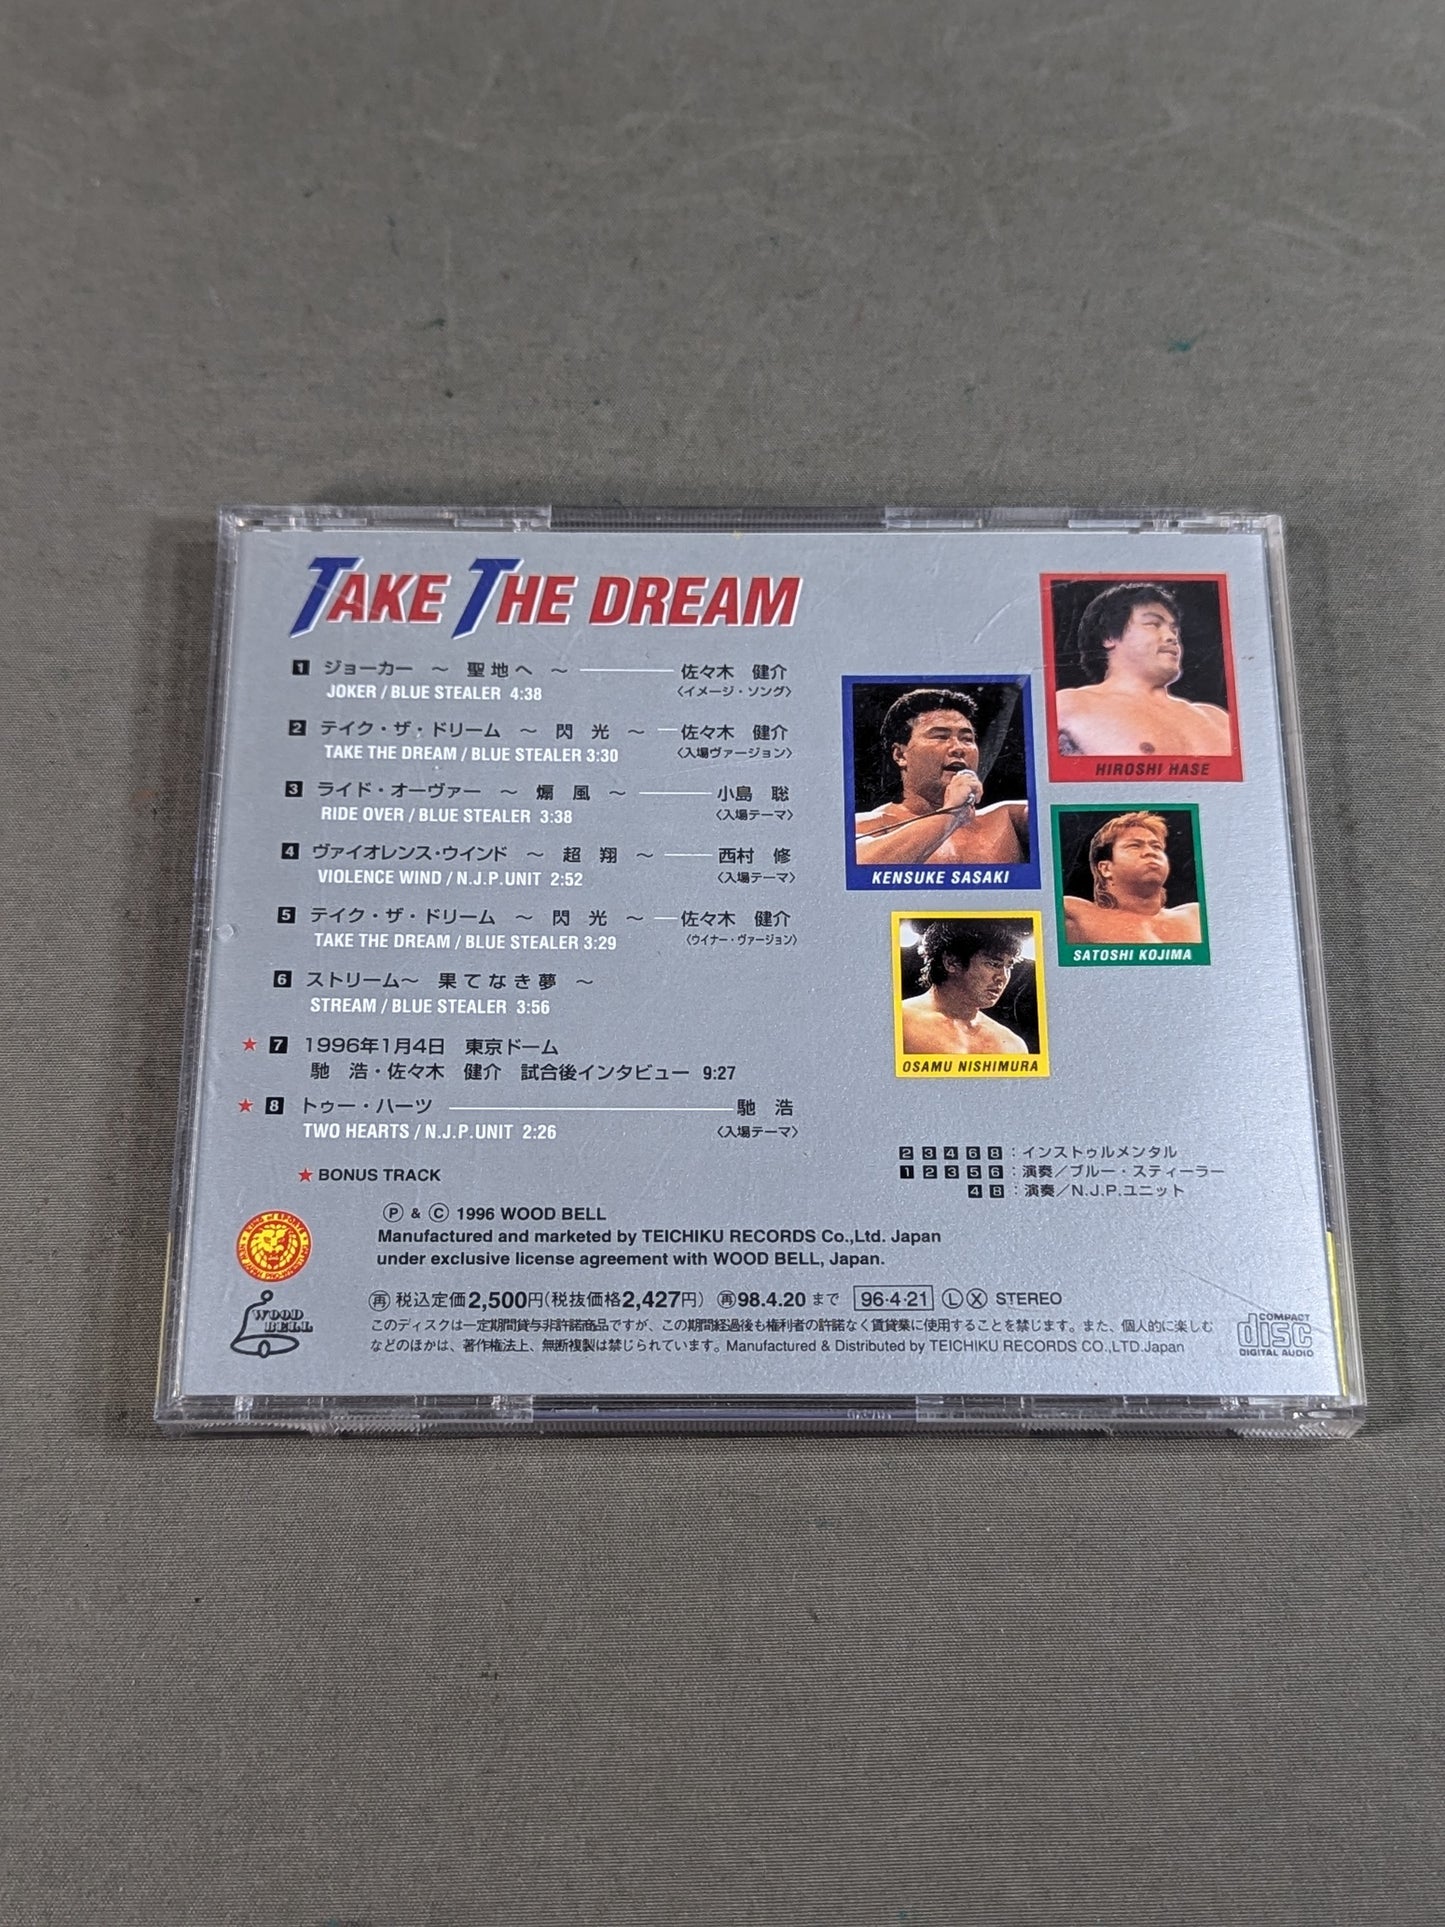 TAKE THE DREAM
1 ジョーカー 〜 聖地へ 〜 佐々木 健介
JOKER / BLUE STEALER 4:38 〈イメージ・ソング〉
2 テイク・ザ・ドリーム 〜 閃光 〜 佐々木 健介
TAKE THE DREAM / BLUE STEALER 3:30 〈入場ヴァージョン〉
3 ライド・オーヴァー 〜 煽風 〜 小島 聡
RIDE OVER / BLUE STEALER 3:38 〈入場テーマ〉
4 ヴァイオレンス・ウインド 〜 超翔 〜 西村 修
VIOLENCE WIND / N.J.P.UNIT 2:52 〈入場テーマ〉
5 テイク・ザ・ドリーム 〜 閃光 〜 佐々木 健介
TAKE THE DREAM / BLUE STEALER 3:29 〈ウイナー・ヴァージョン〉
6 ストリーム〜 果てなき夢 〜
STREAM / BLUE STEALER 3:56
★ 7 1996年1月4日 東京ドーム
馳 浩・佐々木 健介 試合後インタビュー 9:27
★ 8 トゥー・ハーツ 馳 浩
TWO HEARTS / N.J.P.UNIT 2:26 〈入場テーマ〉
★ BONUS TRACK
HIROSHI HASE
KENSUKE SASAKI
SATOSHI KOJIMA
OSAMU NISHIMURA
2 3 4 6 8：インストゥルメンタル
1 2 3 5 6：演奏／ブルー・スティーラー
4 8：演奏／N.J.P.ユニット
Ⓟ & Ⓒ 1996 WOOD BELL
Manufactured and marketed by TEICHIKU RECORDS Co.,Ltd. Japan
under exclusive license agreement with WOOD BELL, Japan.
KING of SPORTS
NEW JAPAN PRO-WRESTLING
WOOD
BELL
㊢ 税込定価2,500円(税抜価格2,427円) 再98.4.20 まで 96・4・21 Ⓛ Ⓧ STEREO
このディスクは一定期間貸与非許諾商品ですが、この期間経過後も権利者の許諾なく賃貸業に使用することを禁じます。また、個人的に楽しむ
などのほかは、著作権法上、無断複製は禁じられています。Manufactured & Distributed by TEICHIKU RECORDS CO.,LTD.Japan
COMPACT
disc
DIGITAL AUDIO